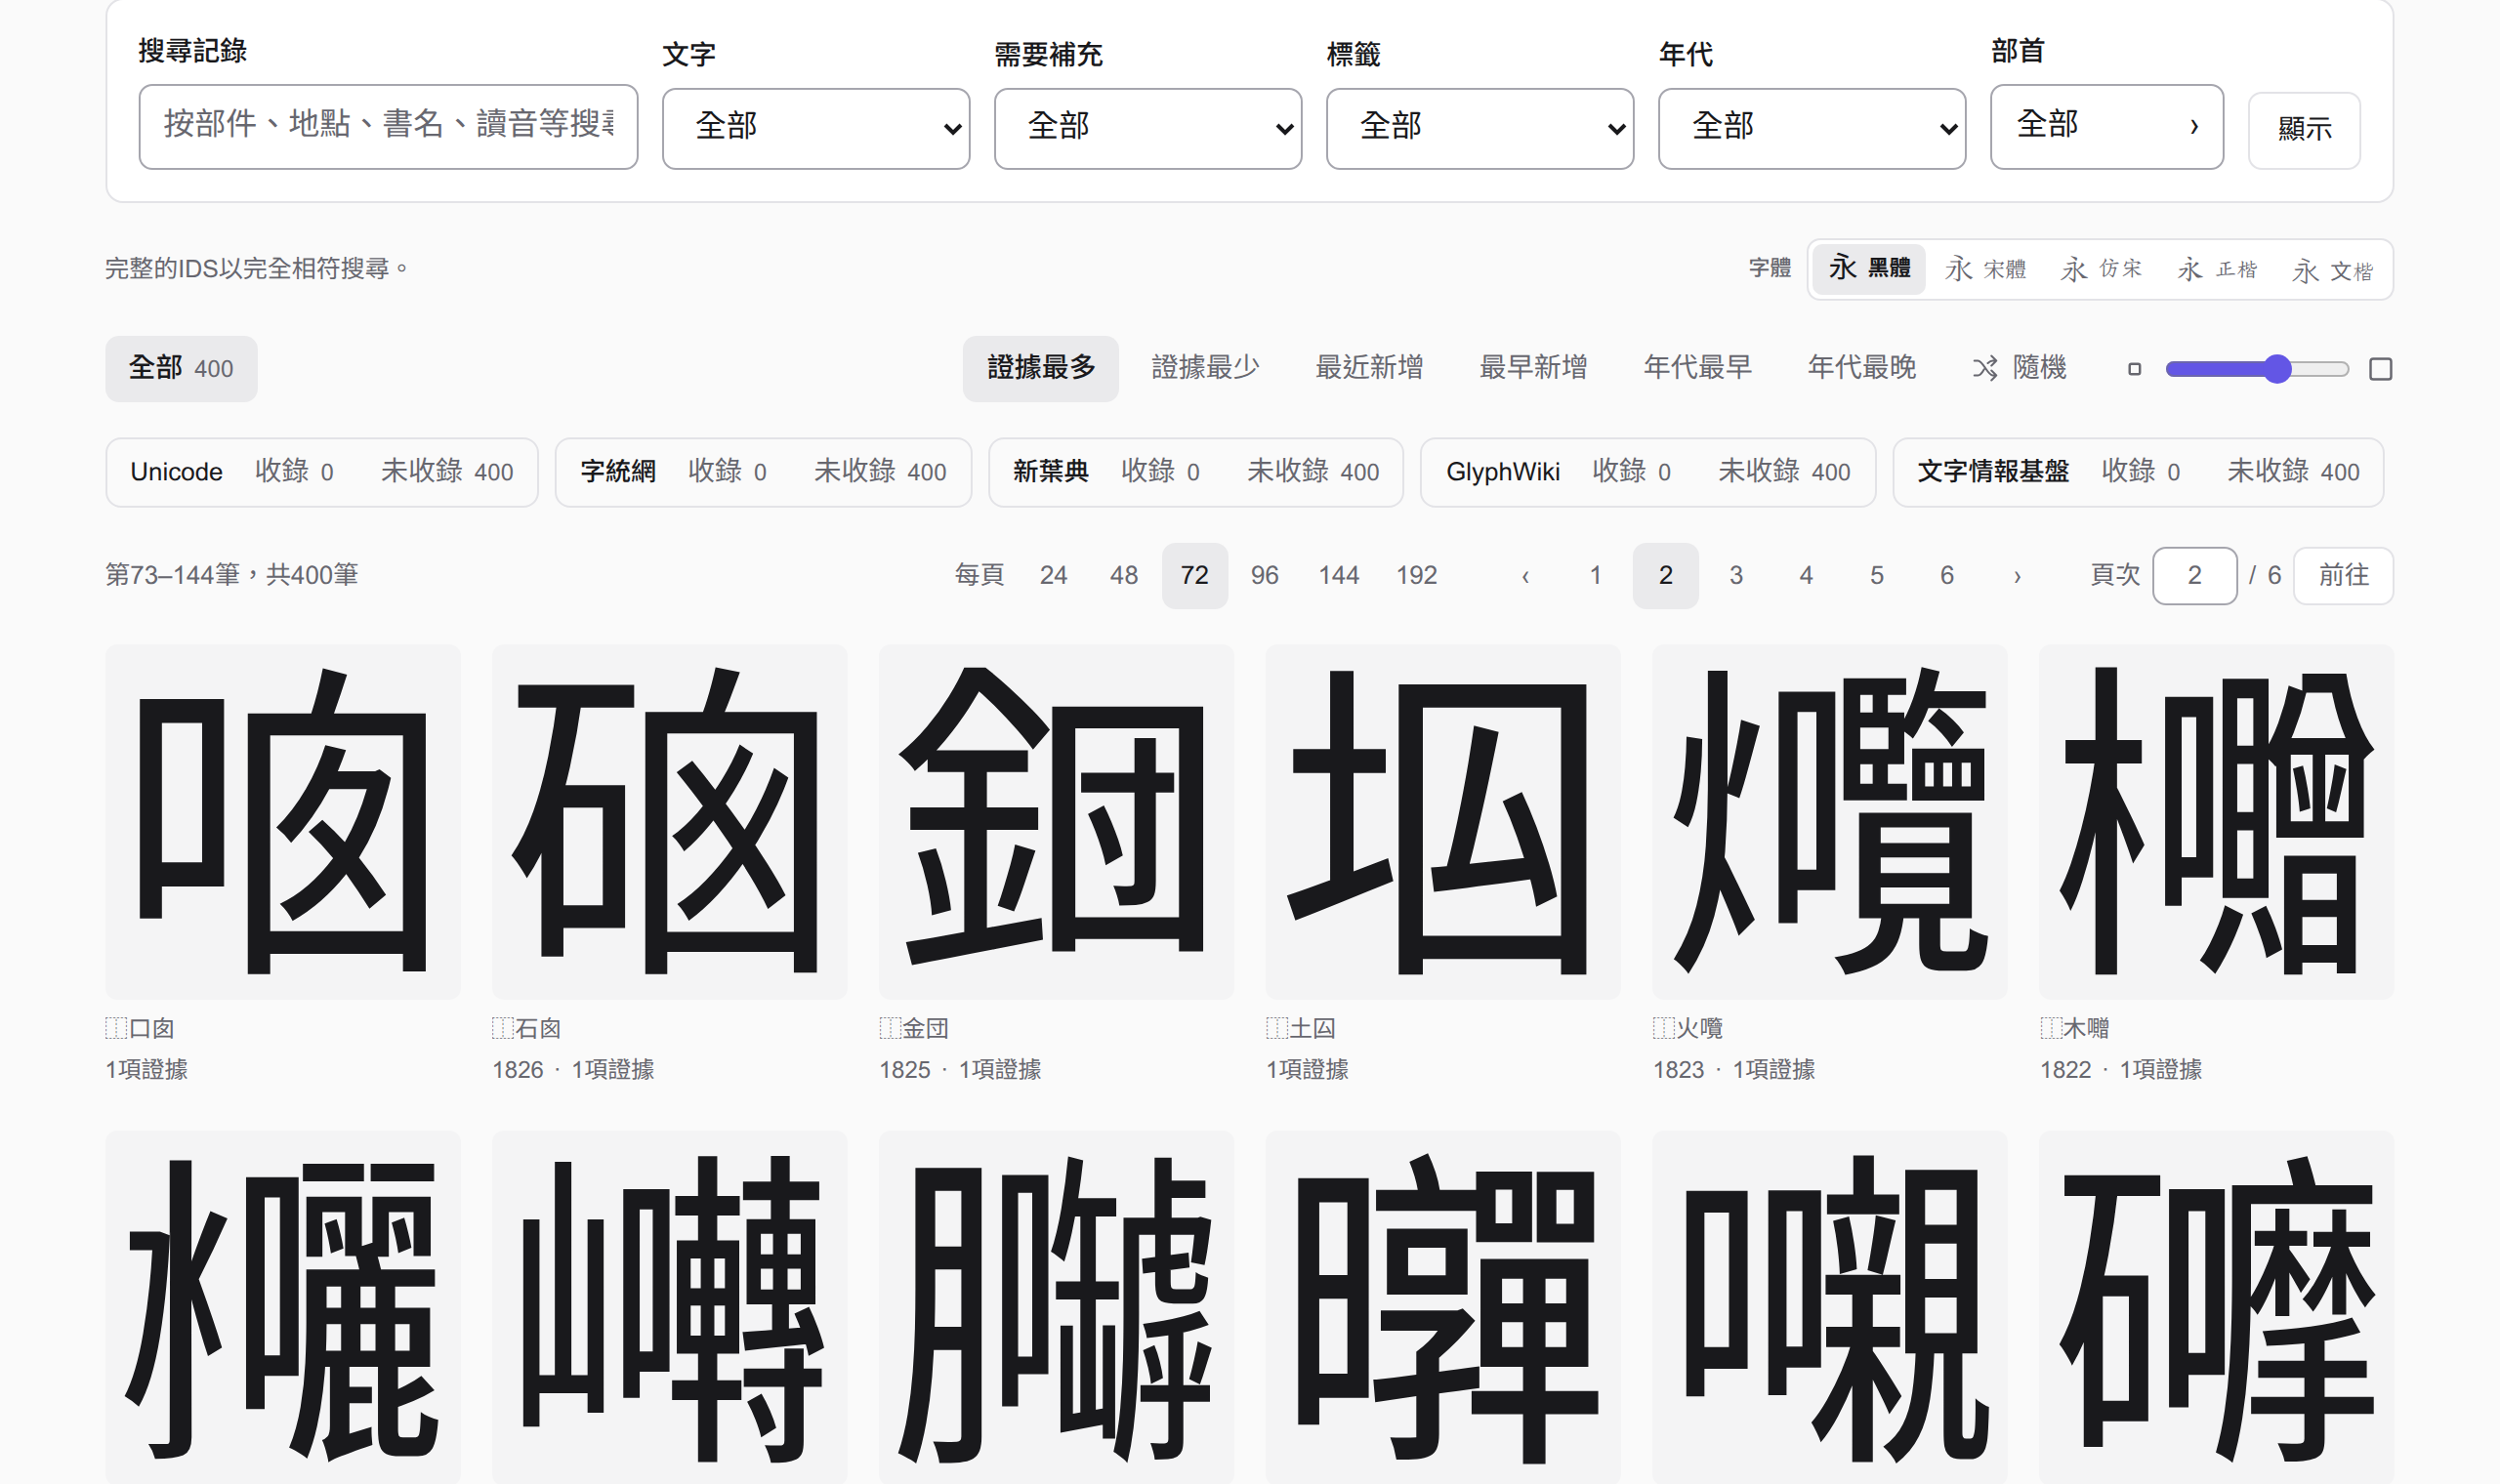 搜尋記錄 文字 需要補充 標籤 年代 部首
按部件、地點、書名、讀音等搜尋 全部 全部 全部 全部 全部 › 顯示
完整的IDS以完全相符搜尋。 字體 永 黑體 永 宋體 永 仿宋 永 正楷 永 文楷
全部 400 證據最多 證據最少 最近新增 最早新增 年代最早 年代最晚 隨機
Unicode 收錄 0 未收錄 400 字統網 收錄 0 未收錄 400 新葉典 收錄 0 未收錄 400 GlyphWiki 收錄 0 未收錄 400 文字情報基盤 收錄 0 未收錄 400
第73–144筆，共400筆 每頁 24 48 72 96 144 192 ‹ 1 2 3 4 5 6 › 頁次 2 / 6 前往
⿰口囱 ⿰石囱 ⿰金団 ⿰土囜 ⿰火囕 ⿰木囎
1項證據 1826 · 1項證據 1825 · 1項證據 1項證據 1823 · 1項證據 1822 · 1項證據